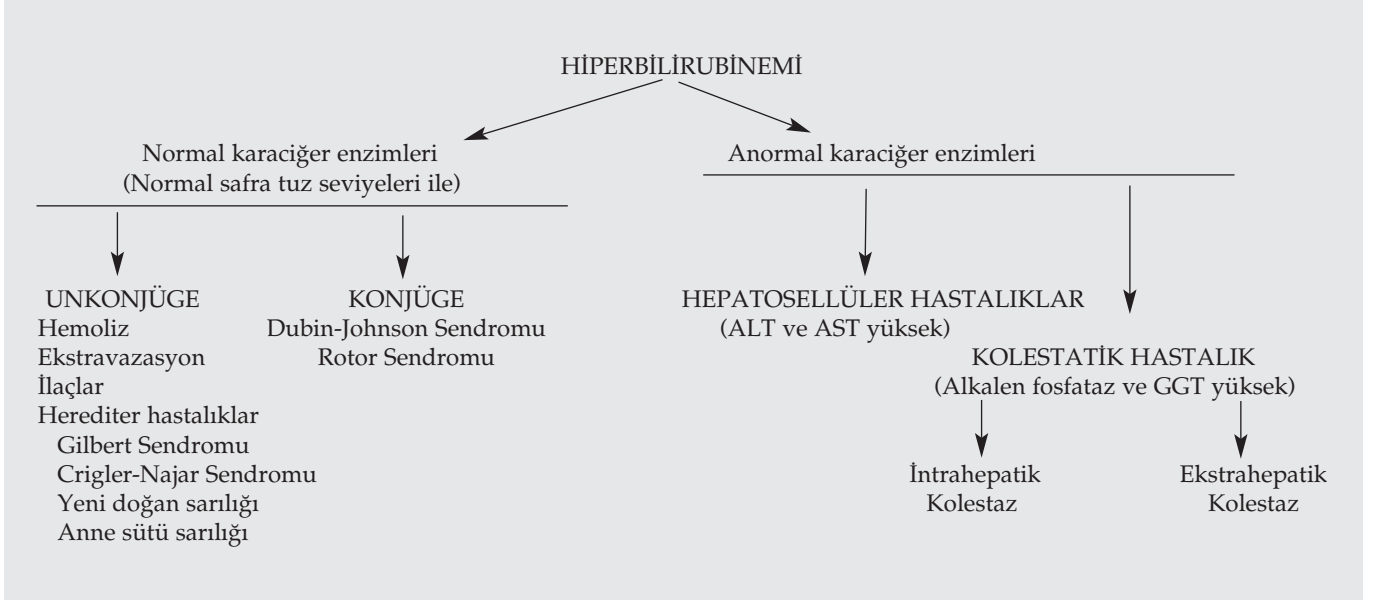 HİPERBİLİRUBİNEMİ
Normal karaciğer enzimleri
(Normal safra tuz seviyeleri ile)
Anormal karaciğer enzimleri
UNKONJÜGE
Hemoliz
Ekstravazasyon
İlaçlar
Herediter hastalıklar
Gilbert Sendromu
Crigler-Najar Sendromu
Yeni doğan sarılığı
Anne sütü sarılığı
KONJÜGE
Dubin-Johnson Sendromu
Rotor Sendromu
HEPATOSELLÜLER HASTALIKLAR
(ALT ve AST yüksek)
KOLESTATİK HASTALIK
(Alkalen fosfataz ve GGT yüksek)
İntrahepatik
Kolestaz
Ekstrahepatik
Kolestaz